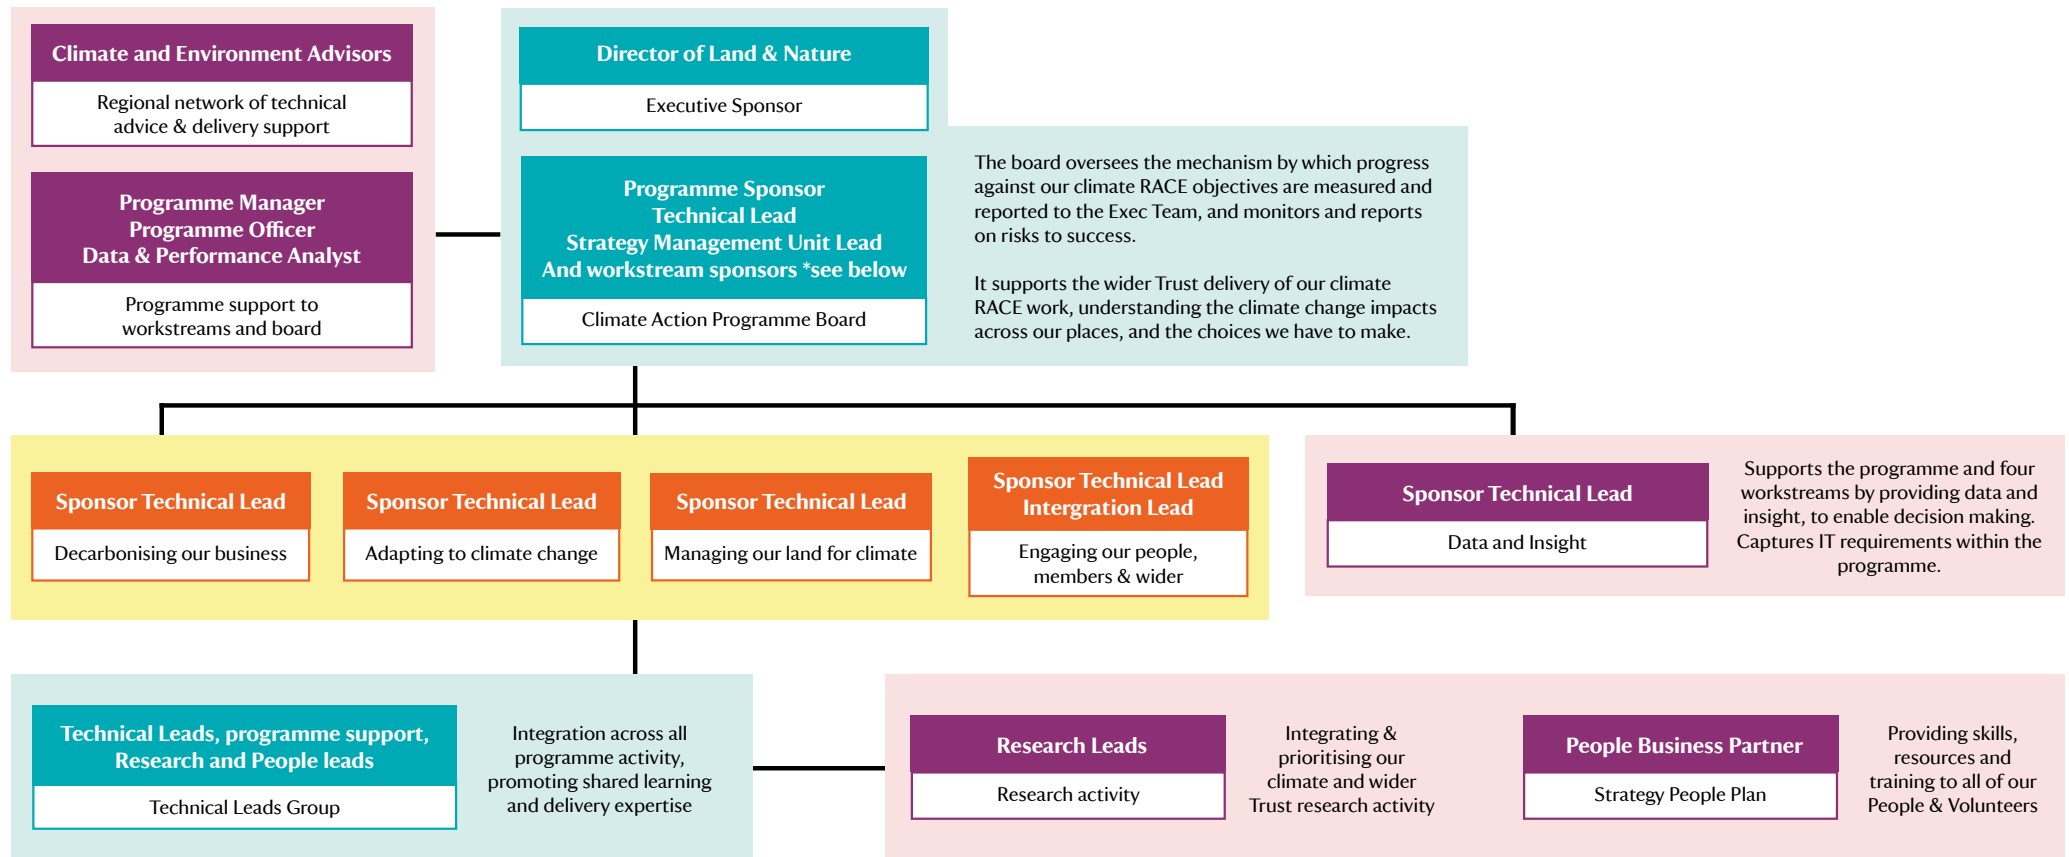 Climate and Environment Advisors
Regional network of technical
advice & delivery support
Programme Manager
Programme Officer
Data & Performance Analyst
Programme support to
workstreams and board
Director of Land & Nature
Executive Sponsor
Programme Sponsor
Technical Lead
Strategy Management Unit Lead
And workstream sponsors *see below
Climate Action Programme Board
The board oversees the mechanism by which progress
against our climate RACE objectives are measured and
reported to the Exec Team, and monitors and reports
on risks to success.
It supports the wider Trust delivery of our climate
RACE work, understanding the climate change impacts
across our places, and the choices we have to make.
Sponsor Technical Lead
Decarbonising our business
Sponsor Technical Lead
Adapting to climate change
Sponsor Technical Lead
Managing our land for climate
Sponsor Technical Lead
Intergration Lead
Engaging our people,
members & wider
Sponsor Technical Lead
Data and Insight
Supports the programme and four
workstreams by providing data and
insight, to enable decision making.
Captures IT requirements within the
programme.
Technical Leads, programme support,
Research and People leads
Technical Leads Group
Integration across all
programme activity,
promoting shared learning
and delivery expertise
Research Leads
Research activity
Integrating &
prioritising our
climate and wider
Trust research activity
People Business Partner
Strategy People Plan
Providing skills,
resources and
training to all of our
People & Volunteers